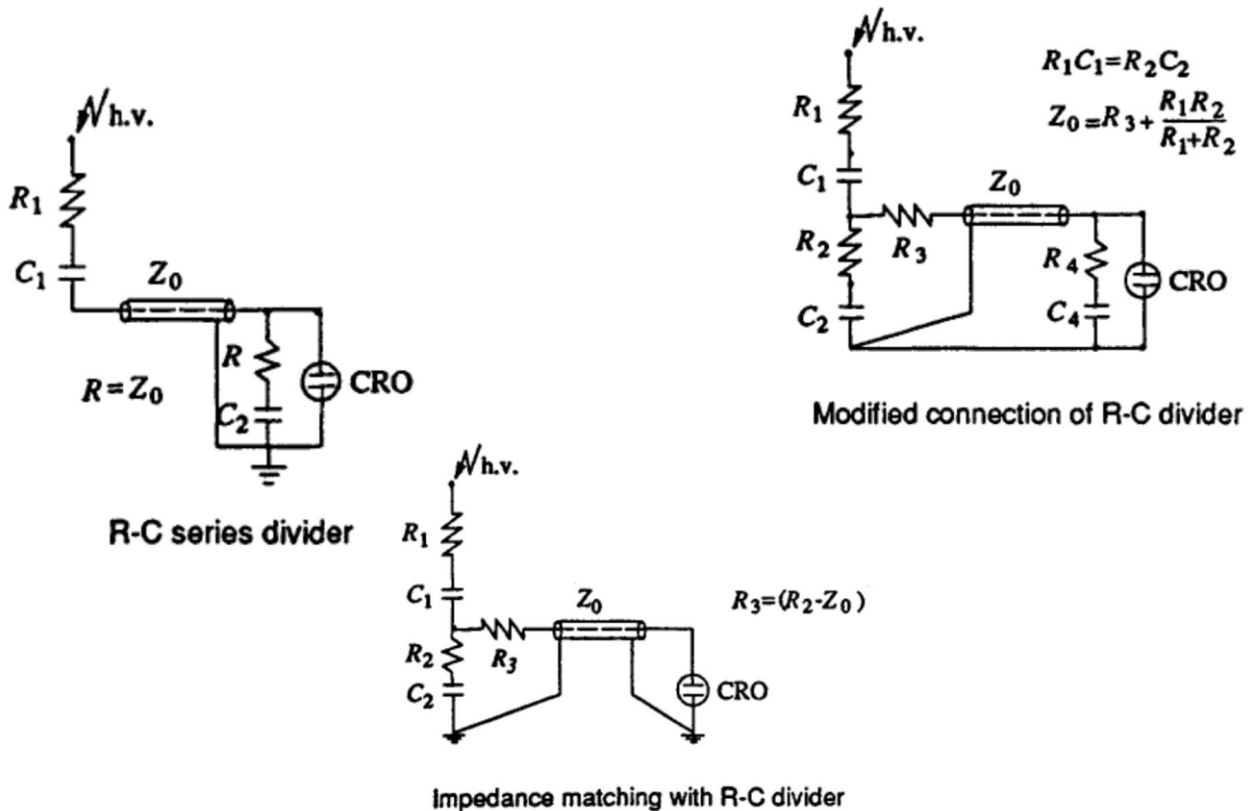 h.v.
R1
C1
Z0
R
C2
CRO
R=Z0
R-C series divider
h.v.
R1
C1
R2
C2
R3
Z0
R4
C4
CRO
R1C1=R2C2
Z0=R3+ R1R2
R1+R2
Modified connection of R-C divider
h.v.
R1
C1
R2
C2
R3
Z0
CRO
R3=(R2-Z0)
Impedance matching with R-C divider